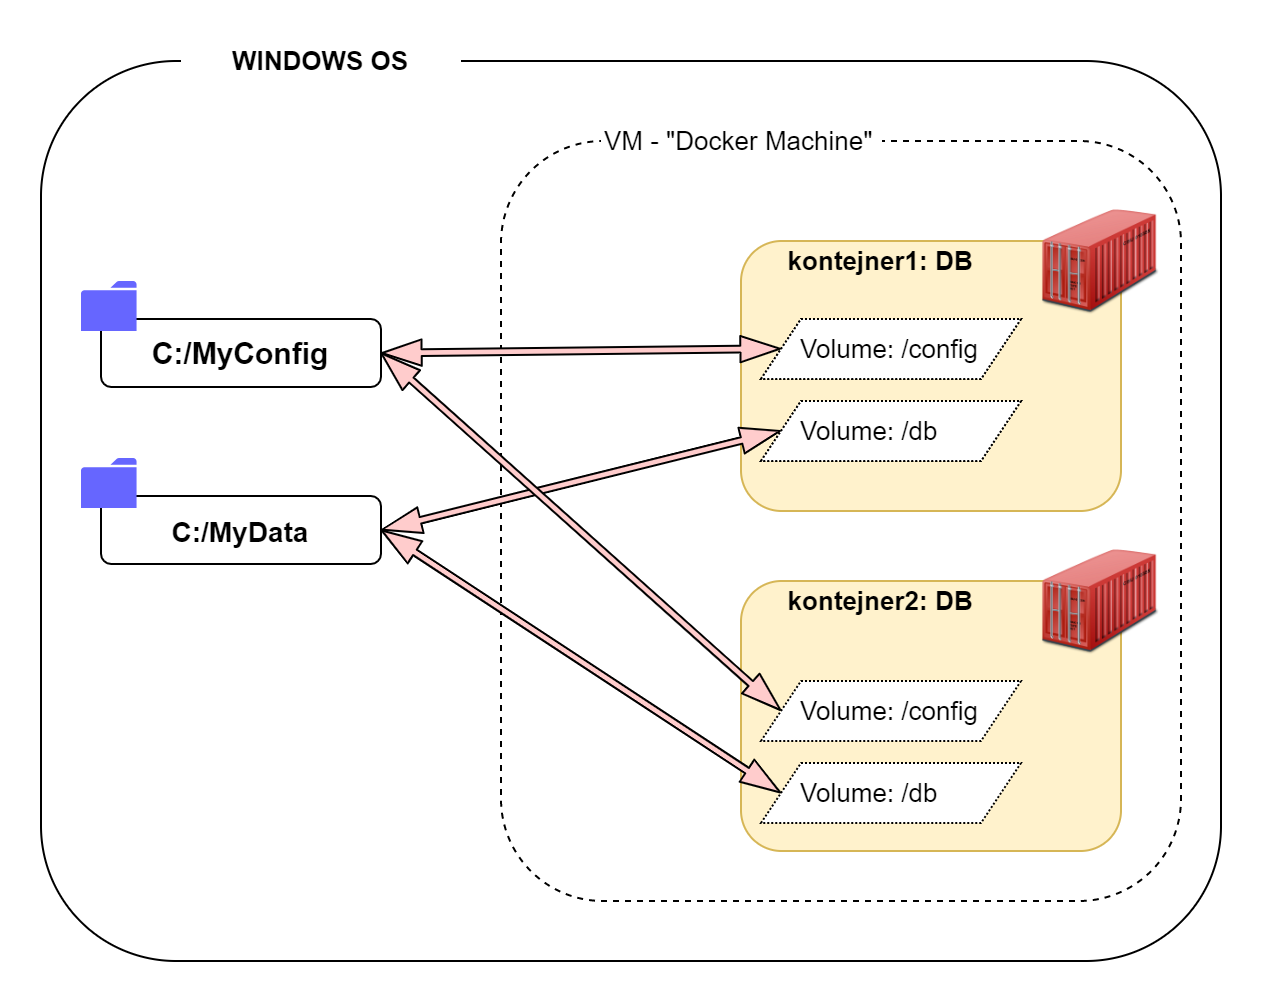 WINDOWS OS
VM - "Docker Machine"
kontejner1: DB
C:/MyConfig
Volume: /config
Volume: /db
C:/MyData
kontejner2: DB
Volume: /config
Volume: /db